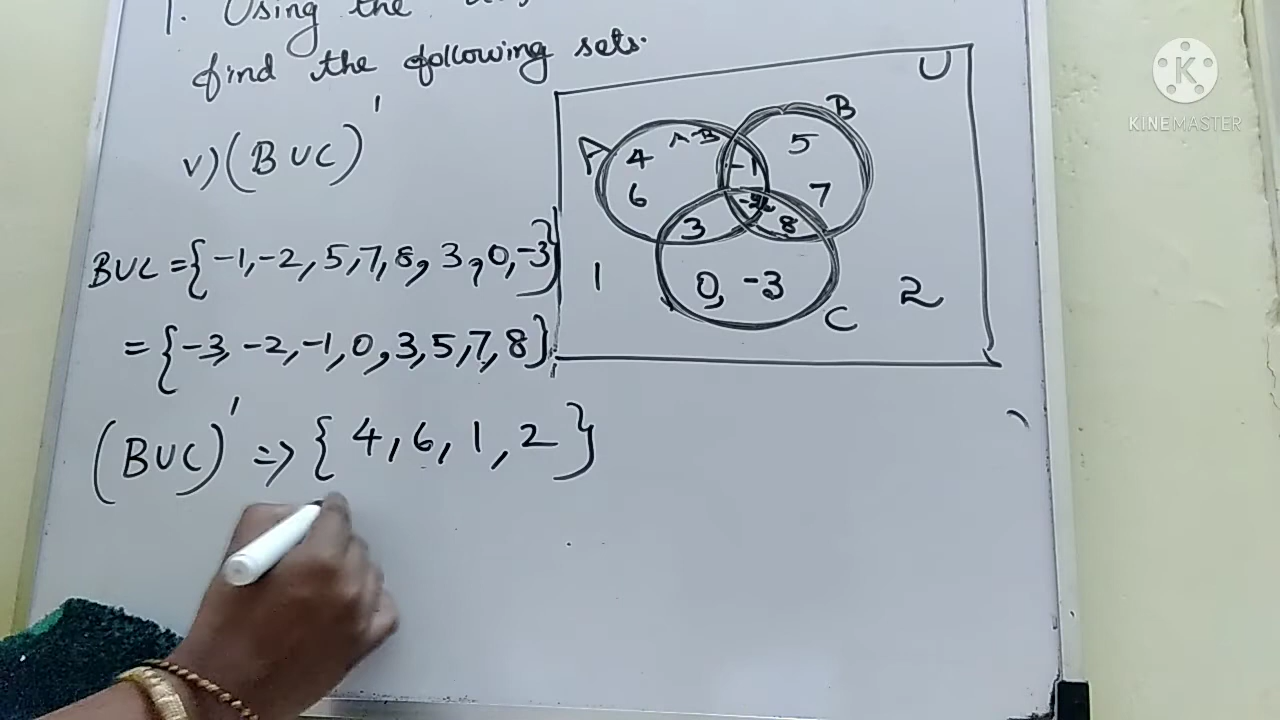 1. Using the
find the following sets.
v) (B∪C)'
B∪C = {-1, -2, 5, 7, 8, 3, 0, -3}
= {-3, -2, -1, 0, 3, 5, 7, 8}
(B∪C)' => {4, 6, 1, 2}
U
A
B
A-B
4
-1
5
6
-2
7
3
8
1
0, -3
2
C
K
KINEMASTER